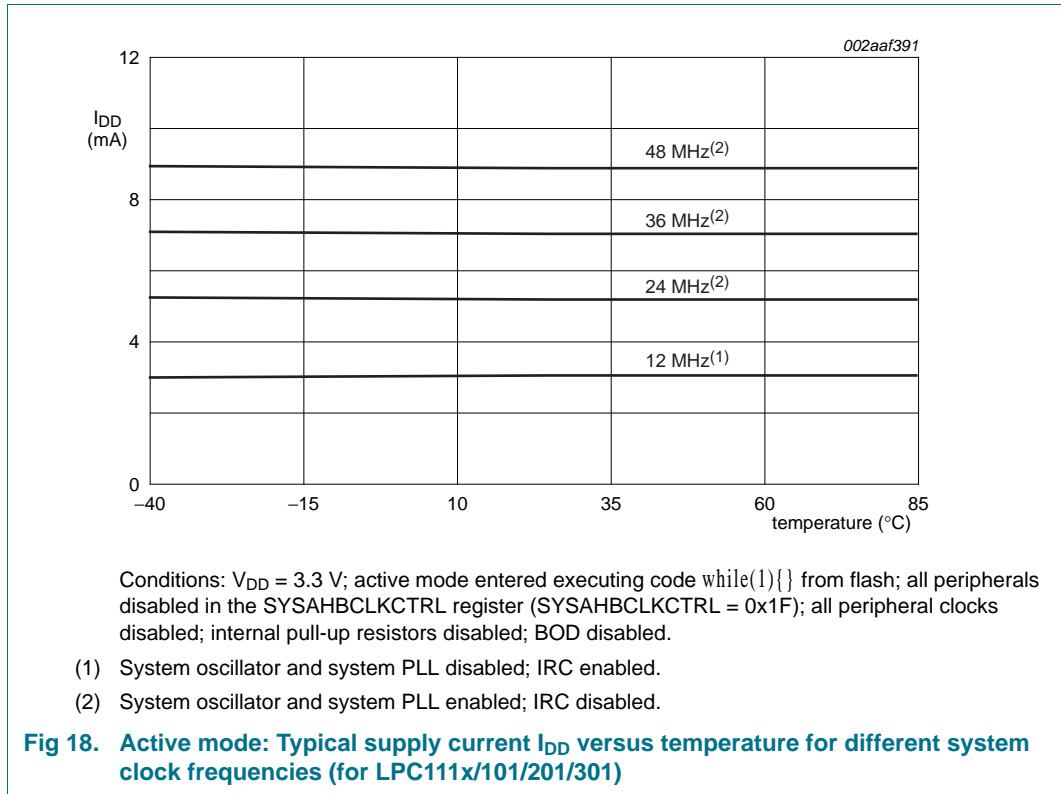 002aaf391
12
IDD
(mA)
48 MHz(2)
8
36 MHz(2)
24 MHz(2)
4
12 MHz(1)
0
−40 −15 10 35 60 85
temperature (°C)
Conditions: VDD = 3.3 V; active mode entered executing code while(1){} from flash; all peripherals
disabled in the SYSAHBCLKCTRL register (SYSAHBCLKCTRL = 0x1F); all peripheral clocks
disabled; internal pull-up resistors disabled; BOD disabled.
(1) System oscillator and system PLL disabled; IRC enabled.
(2) System oscillator and system PLL enabled; IRC disabled.
Fig 18. Active mode: Typical supply current IDD versus temperature for different system
clock frequencies (for LPC111x/101/201/301)